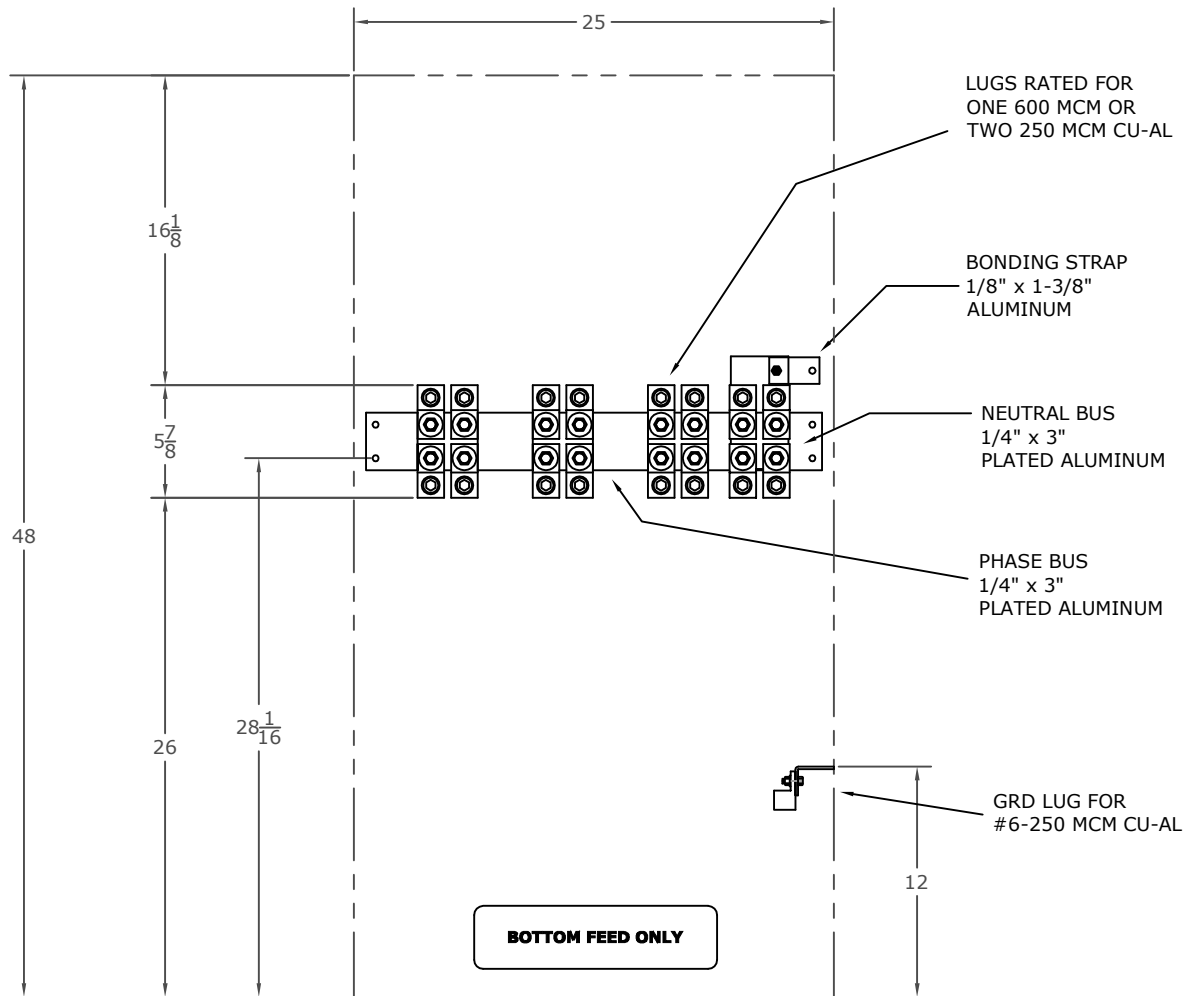 25
LUGS RATED FOR
ONE 600 MCM OR
TWO 250 MCM CU-AL
16 1/8
BONDING STRAP
1/8" x 1-3/8"
ALUMINUM
5 7/8
NEUTRAL BUS
1/4" x 3"
PLATED ALUMINUM
48
PHASE BUS
1/4" x 3"
PLATED ALUMINUM
28 1/16
26
GRD LUG FOR
#6-250 MCM CU-AL
12
BOTTOM FEED ONLY